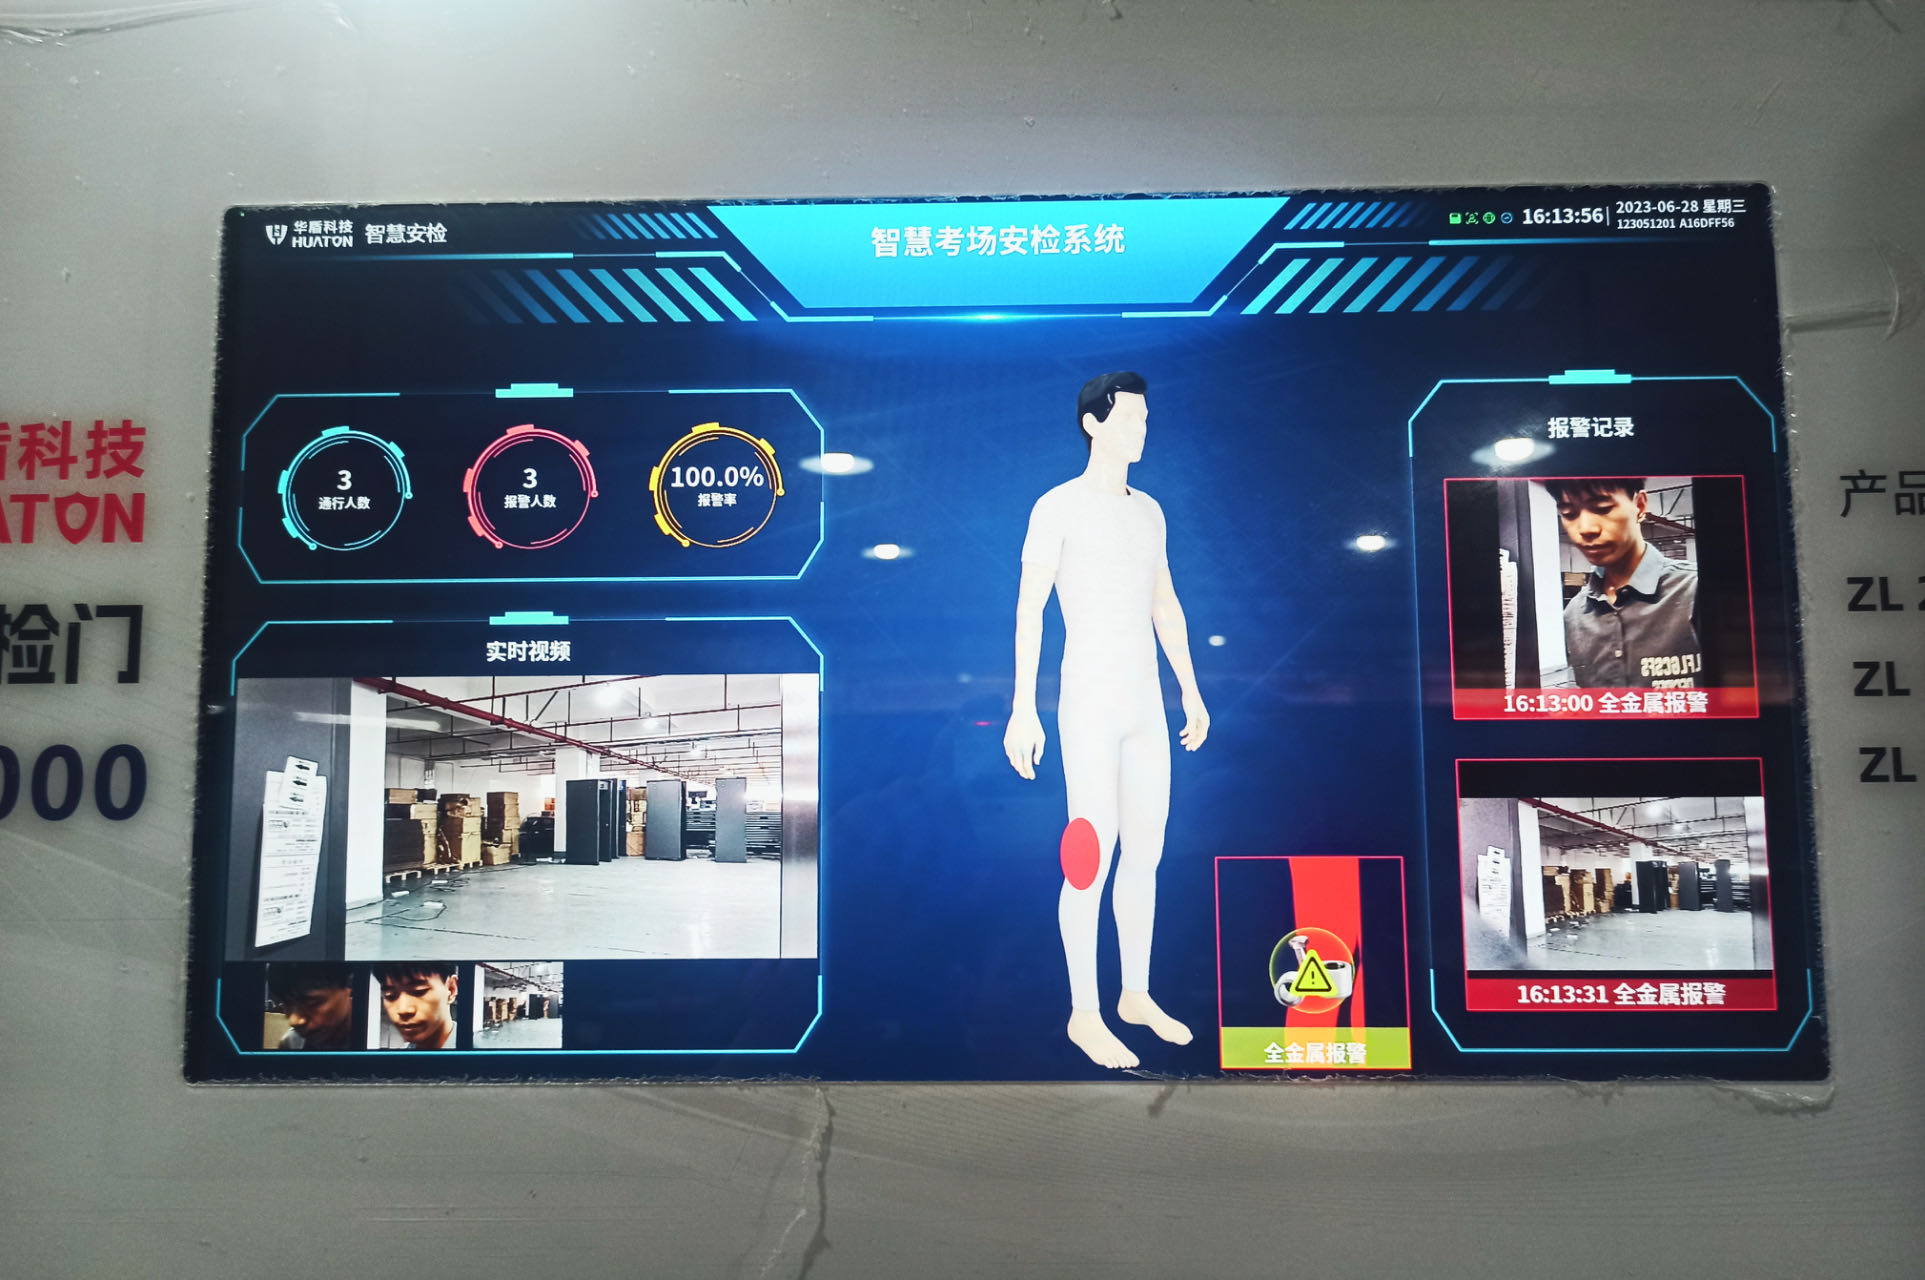 华盾科技
HUATON
智慧安检
智慧考场安检系统
16:13:56
2023-06-28 星期三
123051201 A16DFF56
3
通行人数
3
报警人数
100.0%
报警率
实时视频
报警记录
16:13:00 全金属报警
16:13:31 全金属报警
全金属报警
科技
ATON
检门
000
产品
ZL
ZL
ZL